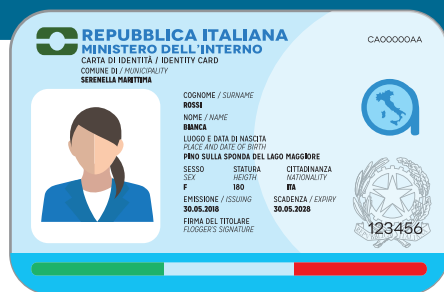 REPUBBLICA ITALIANA
CA00000AA
MINISTERO DELL'INTERNO
CARTA DI IDENTITÀ / IDENTITY CARD
COMUNE DI / MUNICIPALITY
SERENELLA MARITTIMA
COGNOME / SURNAME
ROSSI
NOME / NAME
BIANCA
LUOGO E DATA DI NASCITA
PLACE AND DATE OF BIRTH
PINO SULLA SPONDA DEL LAGO MAGGIORE
SESSO STATURA CITTADINANZA
SEX HEIGTH NATIONALITY
F 180 ITA
EMISSIONE / ISSUING SCADENZA / EXPIRY
30.05.2018 30.05.2028
FIRMA DEL TITOLARE
FLOGGER'S SIGNATURE
123456